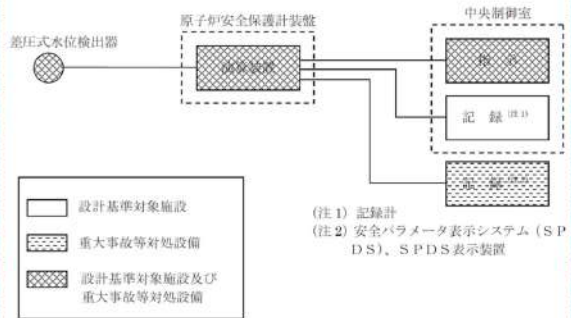 原子炉安全保護計装盤
中央制御室
差圧式水位検出器
演算装置
指 示
記 録 (注1)
記 録 (注2)
(注 1) 記録計
(注 2) 安全パラメータ表示システム（SP
DS）、SPDS表示装置
設計基準対象施設
重大事故等対処設備
設計基準対象施設及び
重大事故等対処設備